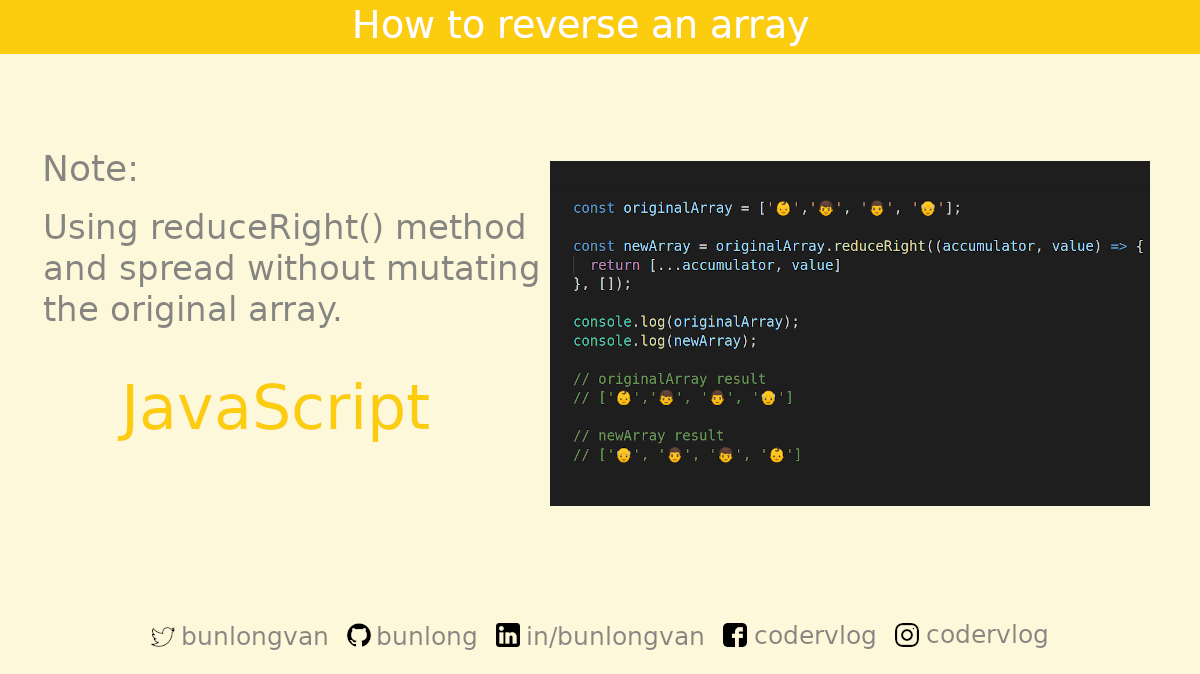 How to reverse an array
Note:
Using reduceRight() method
and spread without mutating
the original array.
JavaScript
const originalArray = ['👶','👦', '👨', '👴'];
const newArray = originalArray.reduceRight((accumulator, value) => {
return [...accumulator, value]
}, []);
console.log(originalArray);
console.log(newArray);
// originalArray result
// ['👶','👦', '👨', '👴']
// newArray result
// ['👴', '👨', '👦', '👶']
bunlongvan bunlong in/bunlongvan codervlog codervlog